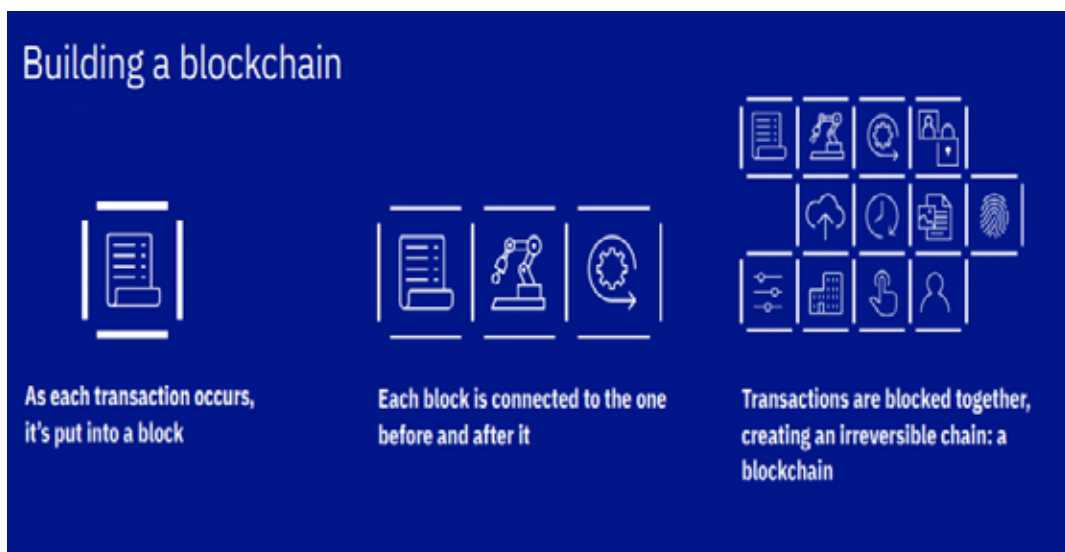 Building a blockchain
As each transaction occurs,
it's put into a block
Each block is connected to the one
before and after it
Transactions are blocked together,
creating an irreversible chain: a
blockchain